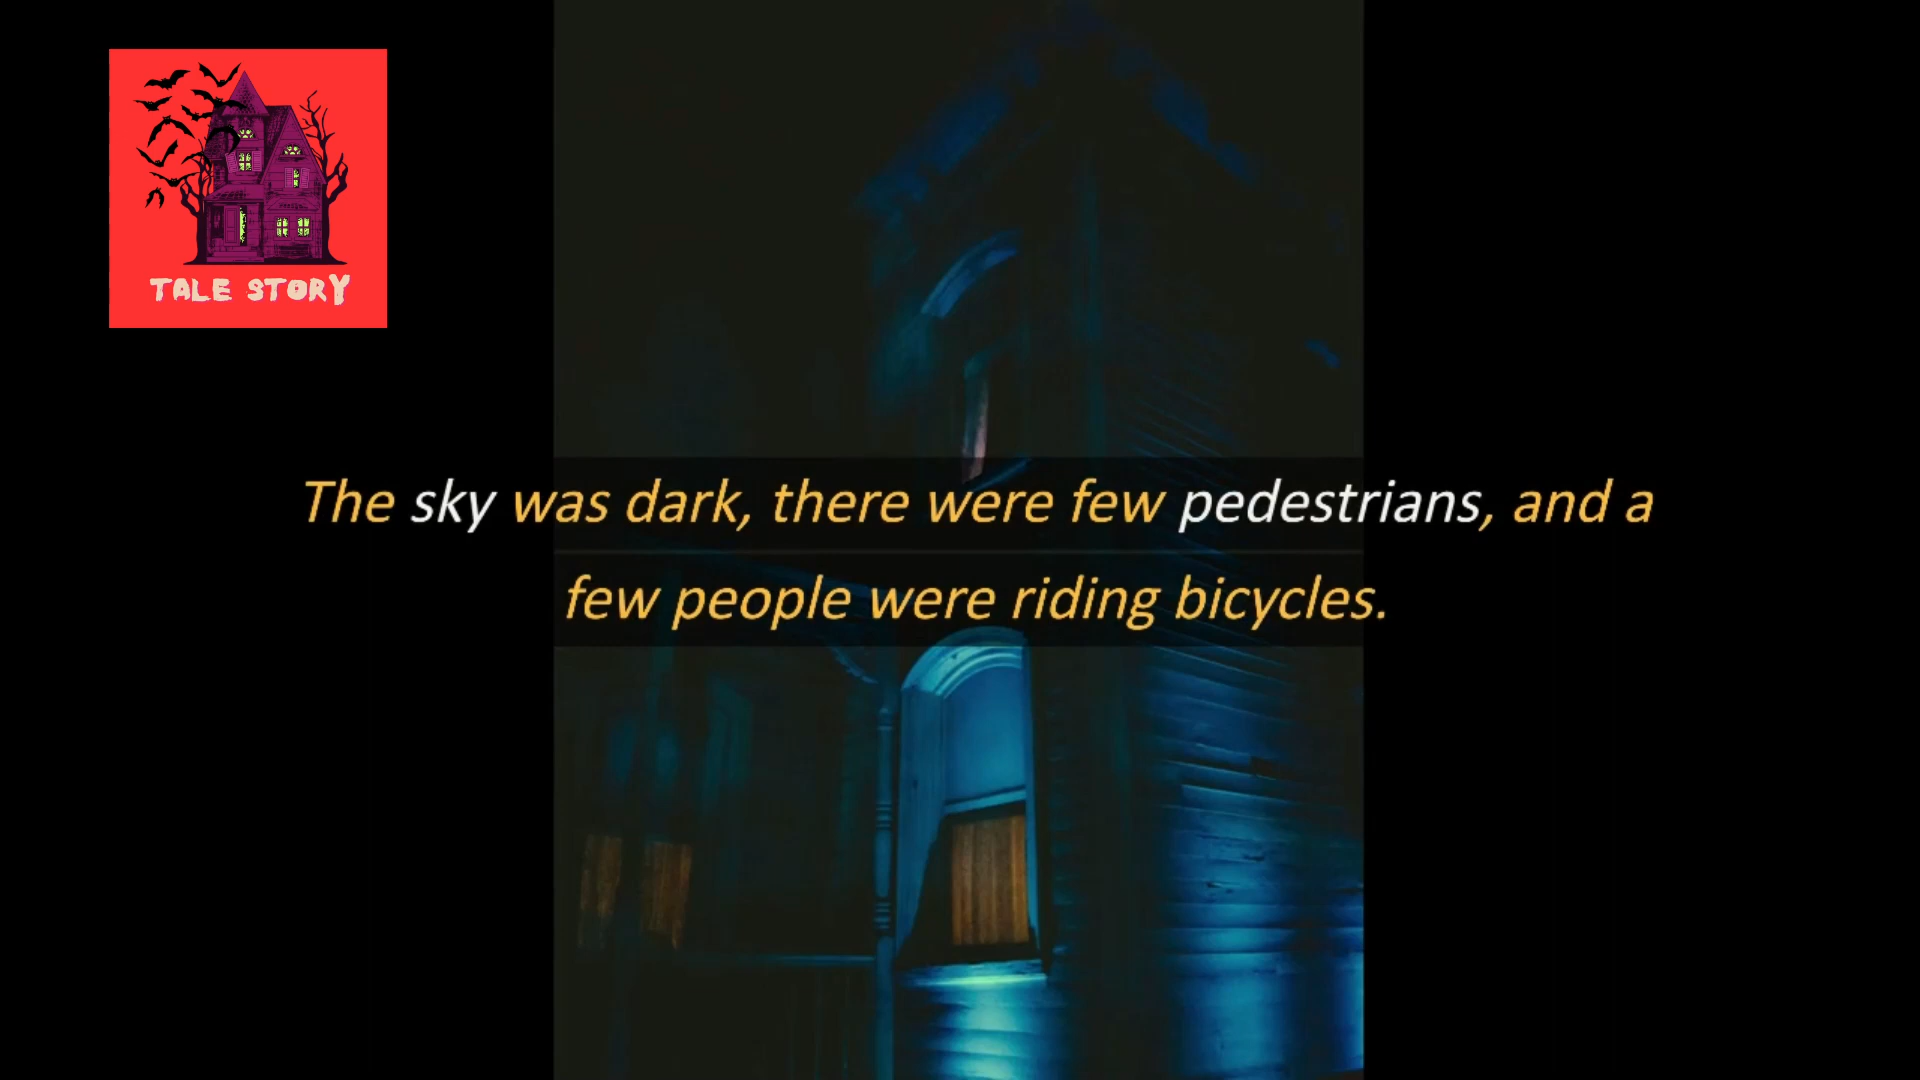 TALE STORY
The sky was dark, there were few pedestrians, and a
few people were riding bicycles.